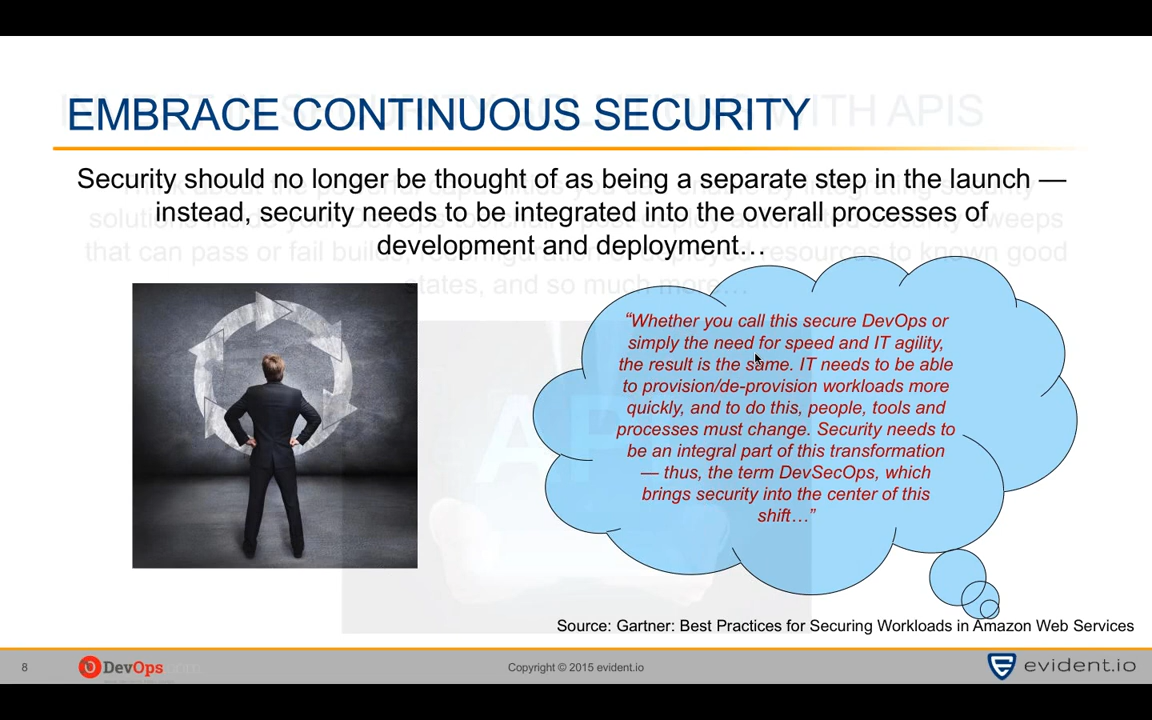 EMBRACE CONTINUOUS SECURITY
Security should no longer be thought of as being a separate step in the launch —
instead, security needs to be integrated into the overall processes of
development and deployment…
“Whether you call this secure DevOps or
simply the need for speed and IT agility,
the result is the same. IT needs to be able
to provision/de-provision workloads more
quickly, and to do this, people, tools and
processes must change. Security needs to
be an integral part of this transformation
— thus, the term DevSecOps, which
brings security into the center of this
shift…”
Source: Gartner: Best Practices for Securing Workloads in Amazon Web Services
8
DevOps.com
Copyright © 2015 evident.io
evident.io